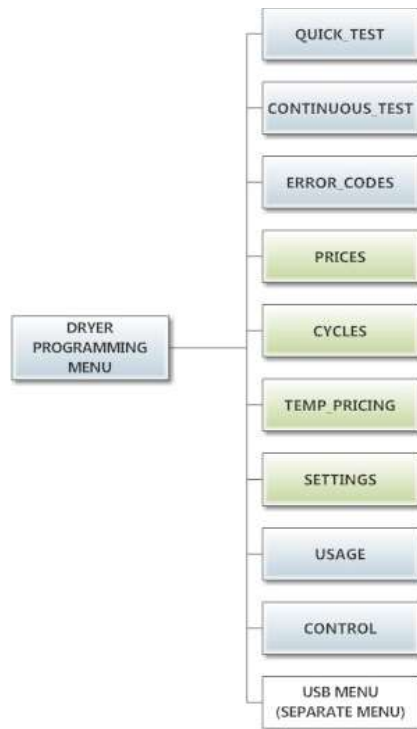 QUICK_TEST
CONTINUOUS_TEST
ERROR_CODES
PRICES
DRYER
PROGRAMMING
MENU
CYCLES
TEMP_PRICING
SETTINGS
USAGE
CONTROL
USB MENU
(SEPARATE MENU)